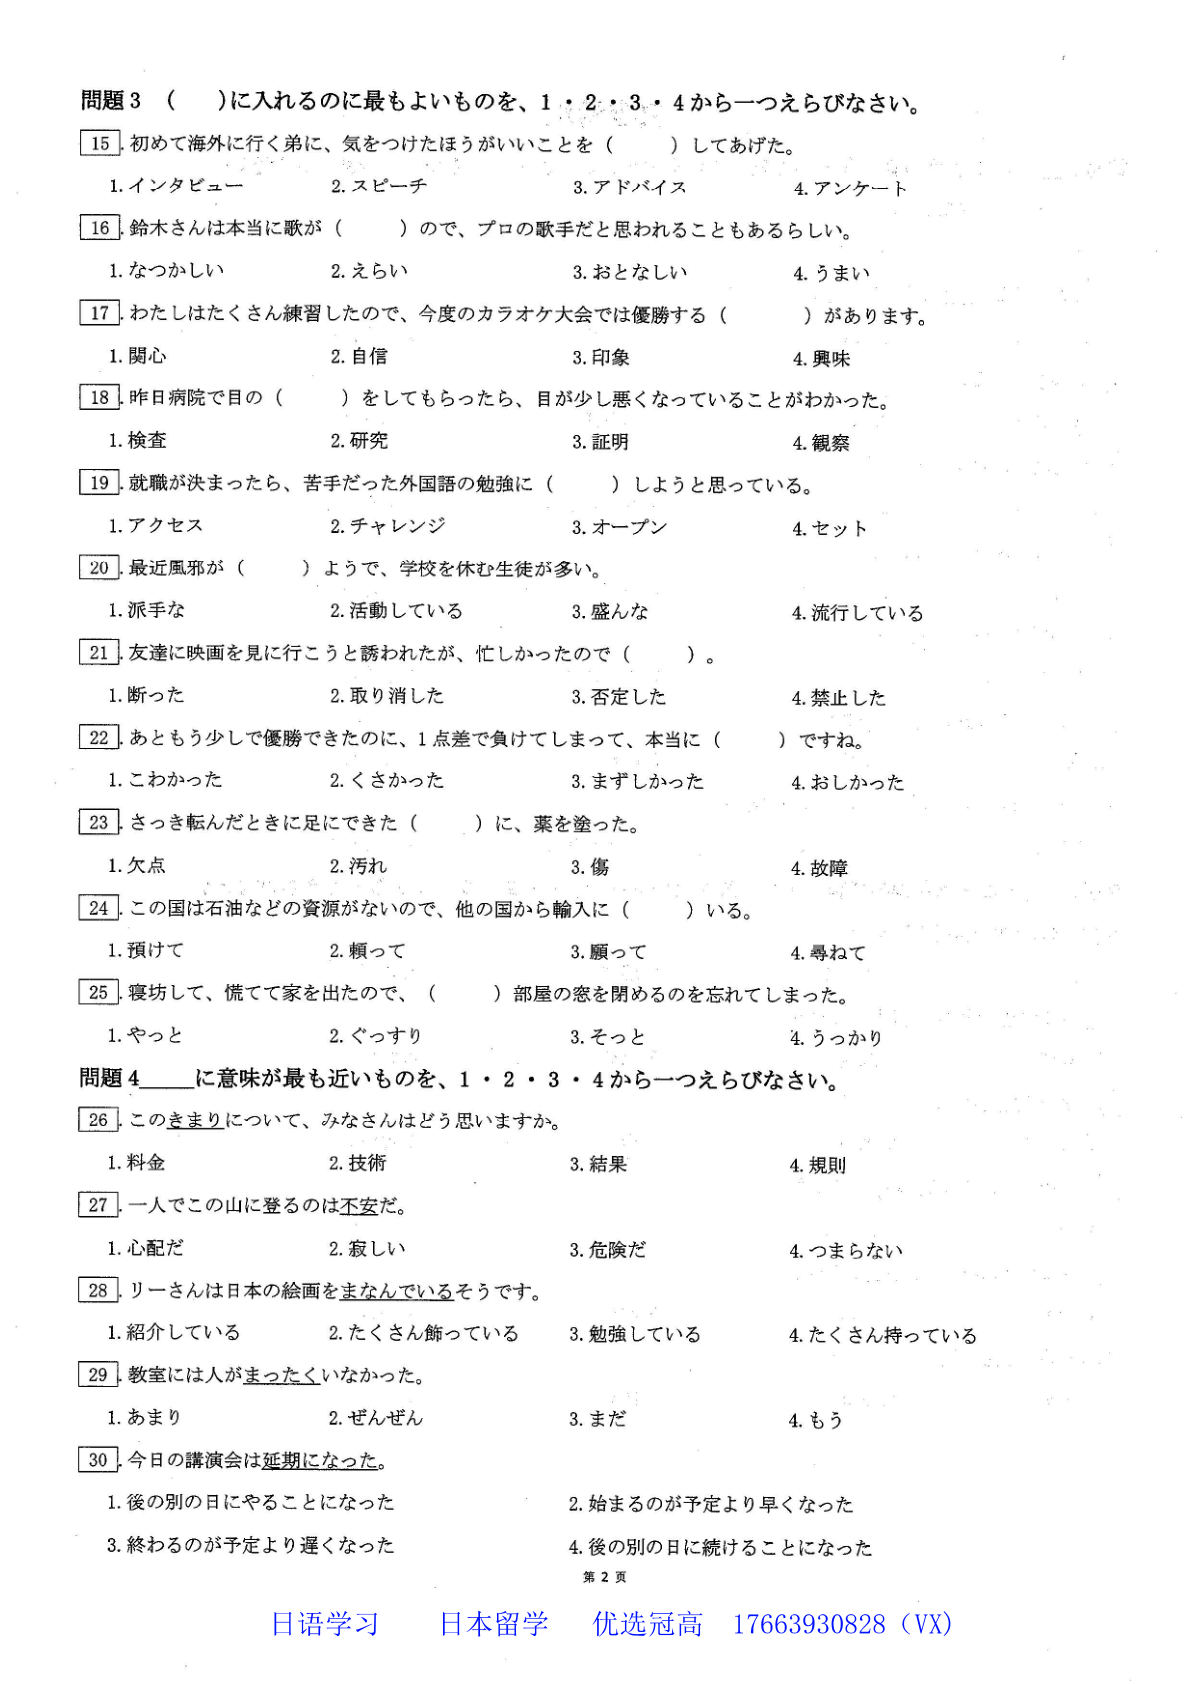 問題3　（　　）に入れるのに最もよいものを、1・2・3・4から一つえらびなさい。
15.初めて海外に行く弟に、気をつけたほうがいいことを（　　）してあげた。
1.インタビュー　2.スピーチ　3.アドバイス　4.アンケート
16.鈴木さんは本当に歌が（　　）ので、プロの歌手だと思われることもあるらしい。
1.なつかしい　2.えらい　3.おとなしい　4.うまい
17.わたしはたくさん練習したので、今度のカラオケ大会では優勝する（　　）があります。
1.関心　2.自信　3.印象　4.興味
18.昨日病院で目の（　　）をしてもらったら、目が少し悪くなっていることがわかった。
1.検査　2.研究　3.証明　4.観察
19.就職が決まったら、苦手だった外国語の勉強に（　　）しようと思っている。
1.アクセス　2.チャレンジ　3.オープン　4.セット
20.最近風邪が（　　）ようで、学校を休む生徒が多い。
1.派手な　2.活動している　3.盛んな　4.流行している
21.友達に映画を見に行こうと誘われたが、忙しかったので（　　）。
1.断った　2.取り消した　3.否定した　4.禁止した
22.あともう少しで優勝できたのに、1点差で負けてしまって、本当に（　　）ですね。
1.こわかった　2.くさかった　3.まずしかった　4.おしかった
23.さっき転んだときに足にできた（　　）に、薬を塗った。
1.欠点　2.汚れ　3.傷　4.故障
24.この国は石油などの資源がないので、他の国から輸入に（　　）いる。
1.預けて　2.頼って　3.願って　4.尋ねて
25.寝坊して、慌てて家を出たので、（　　）部屋の窓を閉めるのを忘れてしまった。
1.やっと　2.ぐっすり　3.そっと　4.うっかり
問題4____に意味が最も近いものを、1・2・3・4から一つえらびなさい。
26.このきまりについて、みなさんはどう思いますか。
1.料金　2.技術　3.結果　4.規則
27.一人でこの山に登るのは不安だ。
1.心配だ　2.寂しい　3.危険だ　4.つまらない
28.リーさんは日本の絵画をまなんでいるそうです。
1.紹介している　2.たくさん飾っている　3.勉強している　4.たくさん持っている
29.教室には人がまったくいなかった。
1.あまり　2.ぜんぜん　3.まだ　4.もう
30.今日の講演会は延期になった。
1.後の別の日にやることになった　2.始まるのが予定より早くなった
3.終わるのが予定より遅くなった　4.後の別の日に続けることになった
第 2 页
日语学习　日本留学　优选冠高　17663930828（VX）